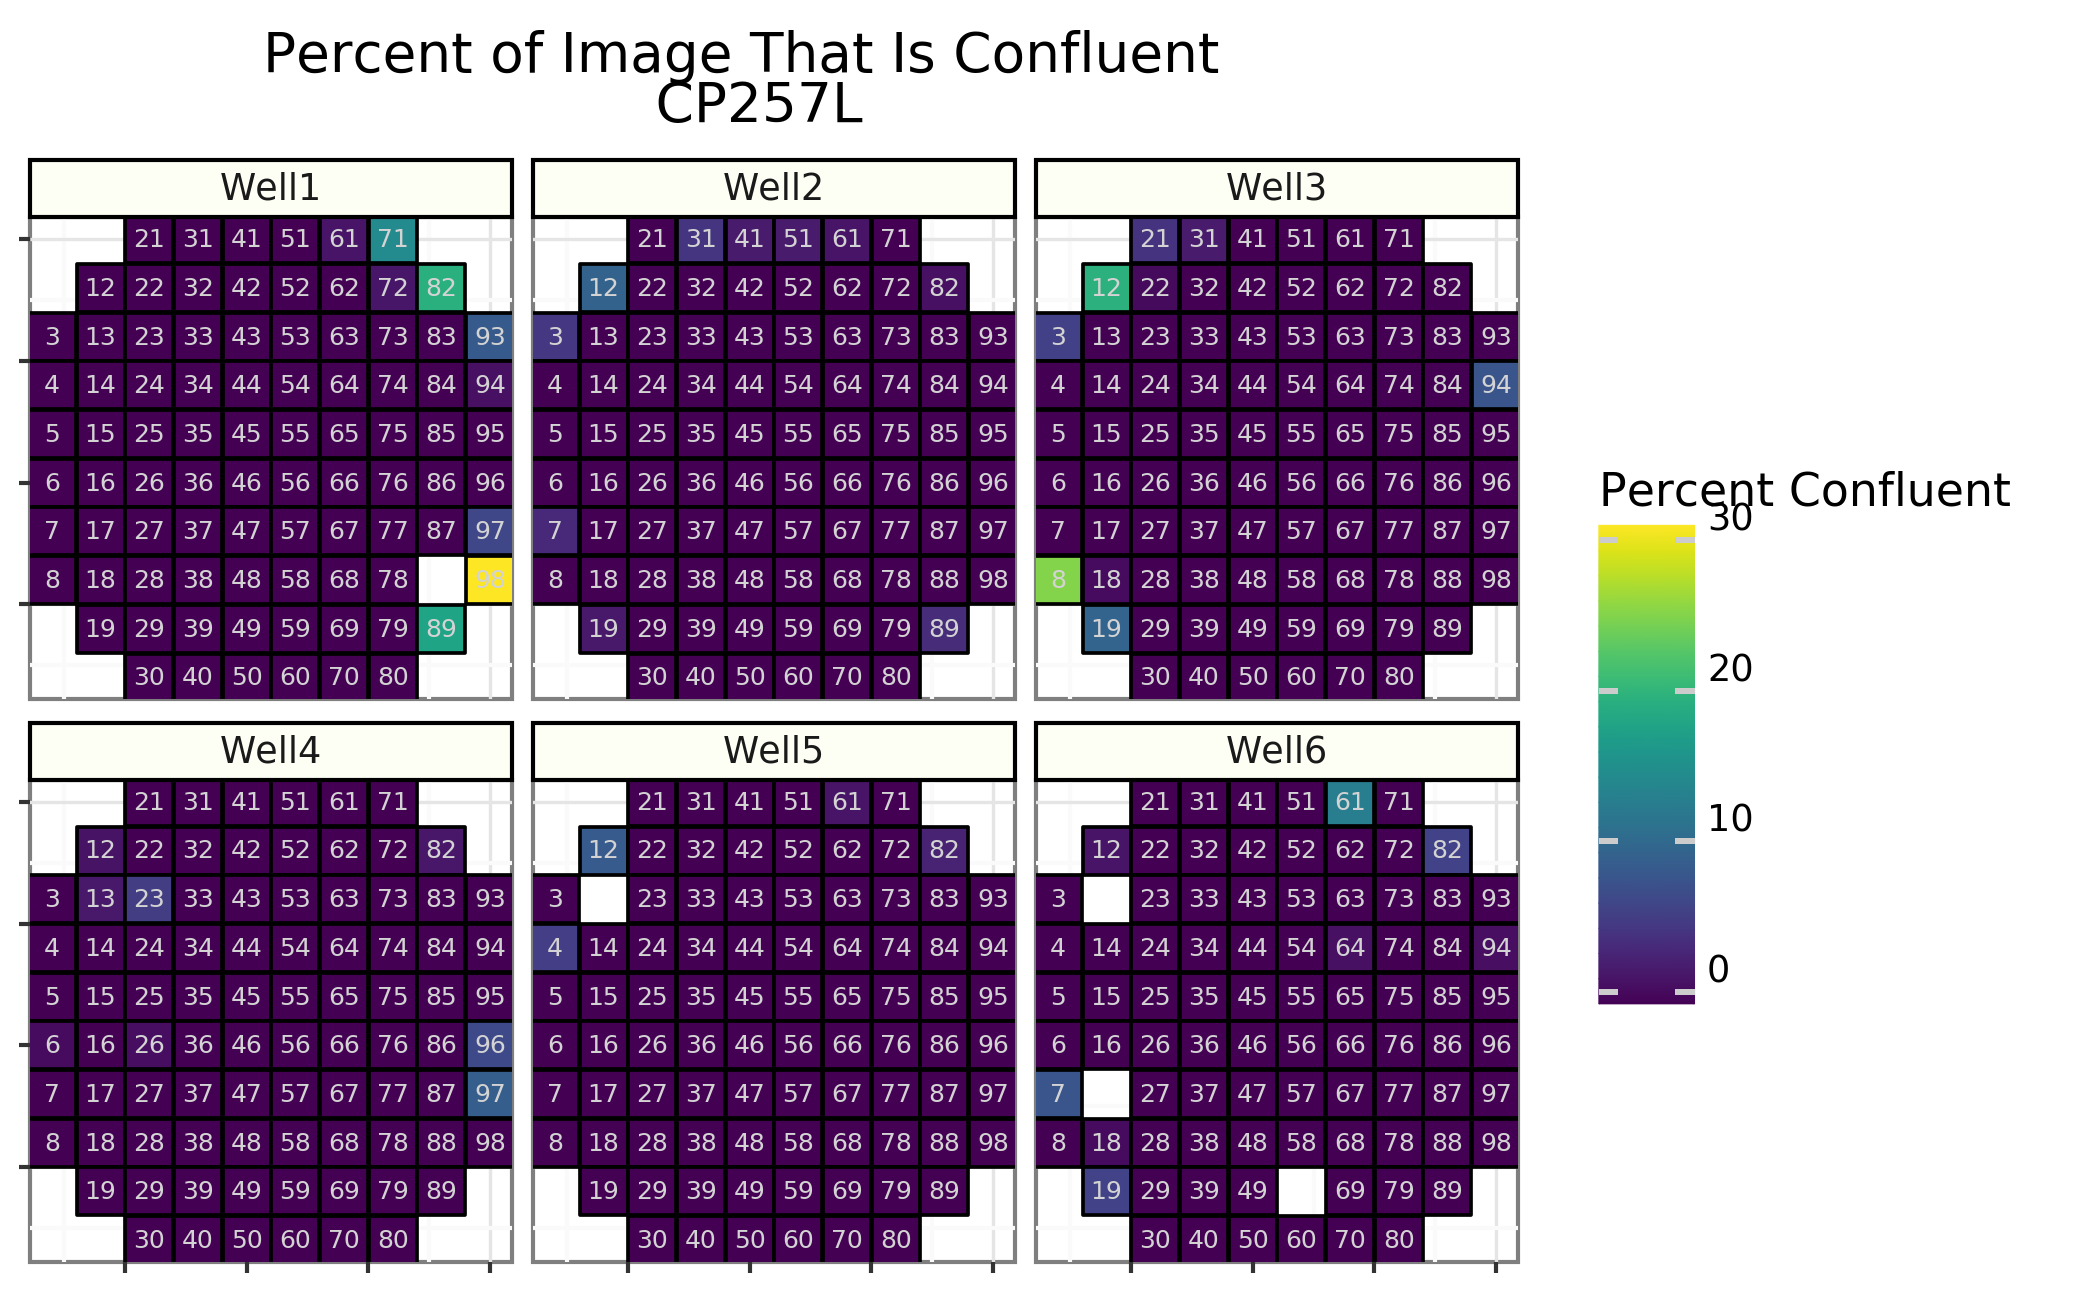 Percent of Image That Is Confluent
CP257L
Well1 Well2 Well3
21 31 41 51 61 71 21 31 41 51 61 71 21 31 41 51 61 71
12 22 32 42 52 62 72 82 12 22 32 42 52 62 72 82 12 22 32 42 52 62 72 82
3 13 23 33 43 53 63 73 83 93 3 13 23 33 43 53 63 73 83 93 3 13 23 33 43 53 63 73 83 93
4 14 24 34 44 54 64 74 84 94 4 14 24 34 44 54 64 74 84 94 4 14 24 34 44 54 64 74 84 94
5 15 25 35 45 55 65 75 85 95 5 15 25 35 45 55 65 75 85 95 5 15 25 35 45 55 65 75 85 95
6 16 26 36 46 56 66 76 86 96 6 16 26 36 46 56 66 76 86 96 6 16 26 36 46 56 66 76 86 96
7 17 27 37 47 57 67 77 87 97 7 17 27 37 47 57 67 77 87 97 7 17 27 37 47 57 67 77 87 97
8 18 28 38 48 58 68 78 98 8 18 28 38 48 58 68 78 88 98 8 18 28 38 48 58 68 78 88 98
19 29 39 49 59 69 79 89 19 29 39 49 59 69 79 89 19 29 39 49 59 69 79 89
30 40 50 60 70 80 30 40 50 60 70 80 30 40 50 60 70 80
Well4 Well5 Well6
21 31 41 51 61 71 21 31 41 51 61 71 21 31 41 51 61 71
12 22 32 42 52 62 72 82 12 22 32 42 52 62 72 82 12 22 32 42 52 62 72 82
3 13 23 33 43 53 63 73 83 93 3 23 33 43 53 63 73 83 93 3 23 33 43 53 63 73 83 93
4 14 24 34 44 54 64 74 84 94 4 14 24 34 44 54 64 74 84 94 4 14 24 34 44 54 64 74 84 94
5 15 25 35 45 55 65 75 85 95 5 15 25 35 45 55 65 75 85 95 5 15 25 35 45 55 65 75 85 95
6 16 26 36 46 56 66 76 86 96 6 16 26 36 46 56 66 76 86 96 6 16 26 36 46 56 66 76 86 96
7 17 27 37 47 57 67 77 87 97 7 17 27 37 47 57 67 77 87 97 7 27 37 47 57 67 77 87 97
8 18 28 38 48 58 68 78 88 98 8 18 28 38 48 58 68 78 88 98 8 18 28 38 48 58 68 78 88 98
19 29 39 49 59 69 79 89 19 29 39 49 59 69 79 89 19 29 39 49 69 79 89
30 40 50 60 70 80 30 40 50 60 70 80 30 40 50 60 70 80
Percent Confluent
30
20
10
0